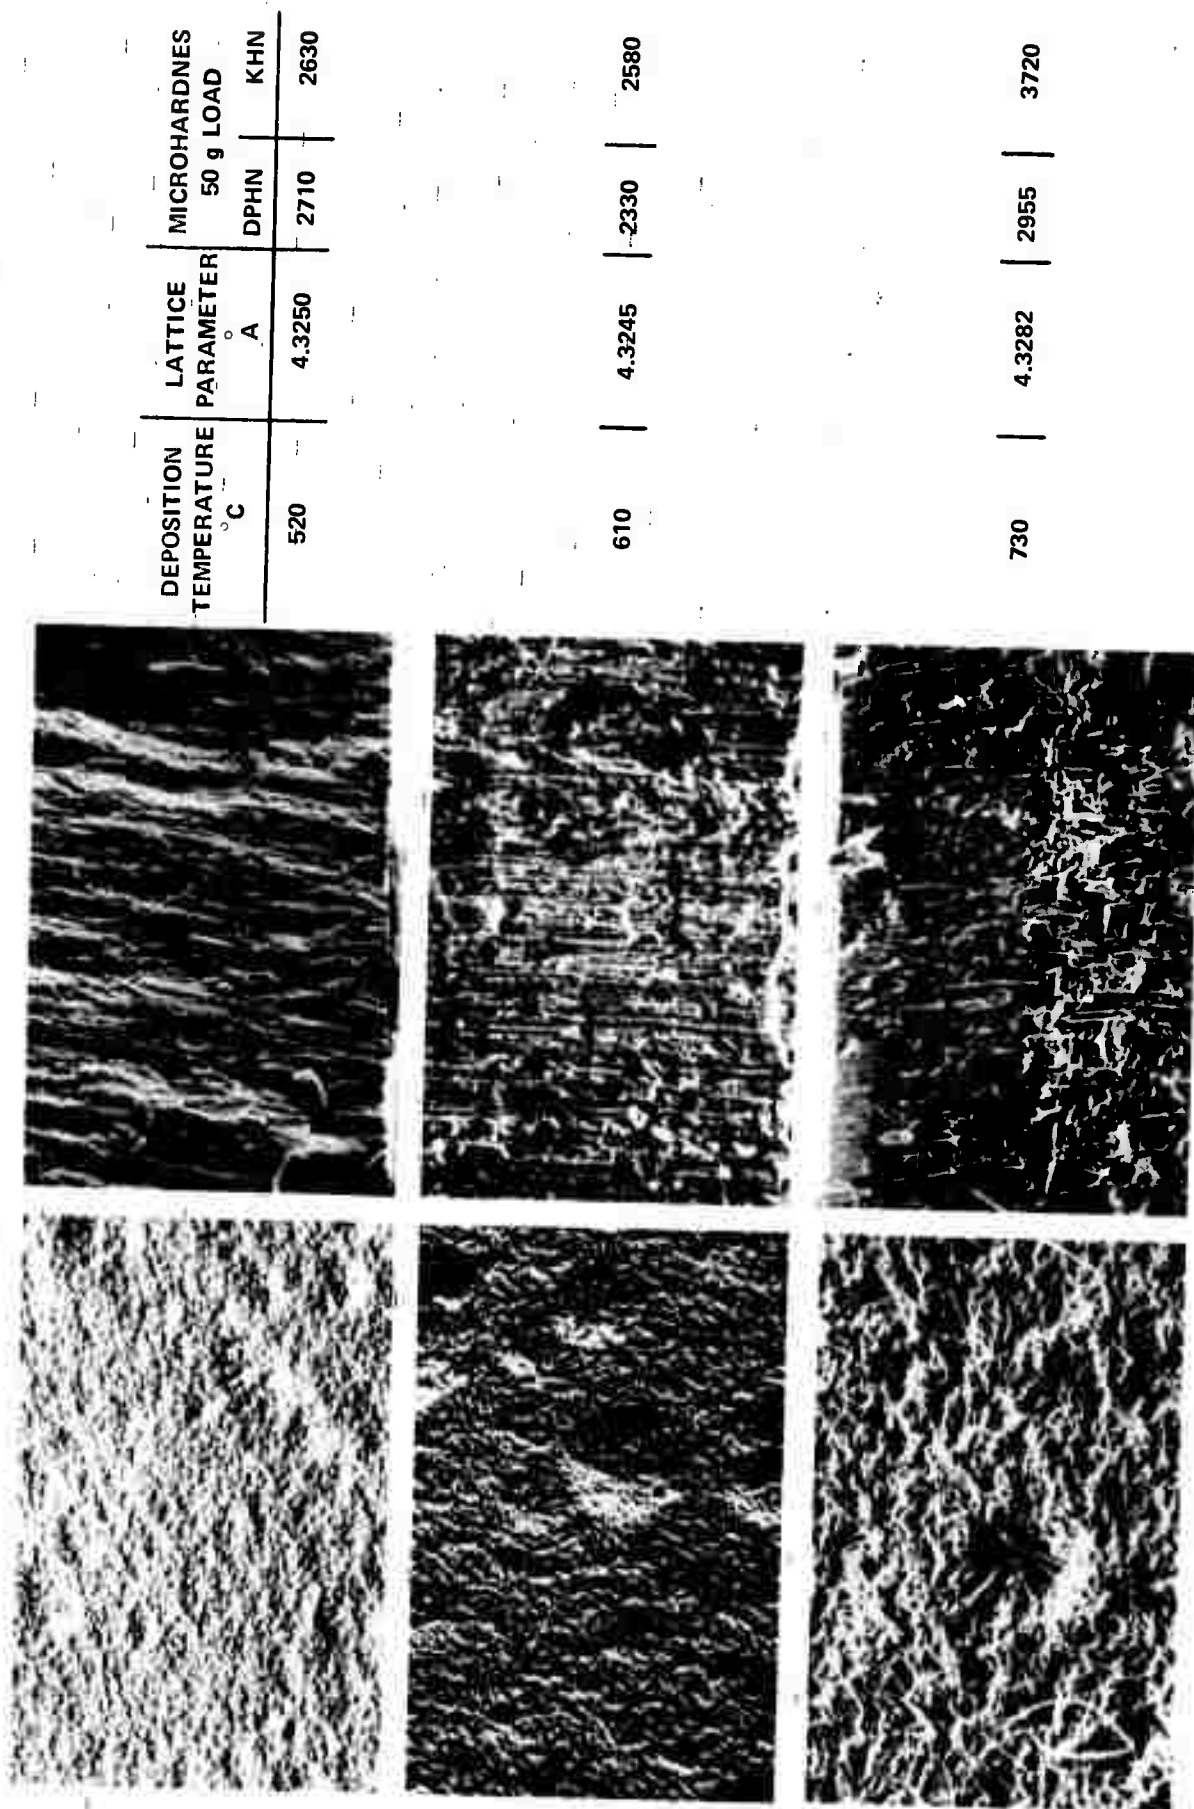 DEPOSITION LATTICE MICROHARDNES
TEMPERATURE PARAMETER 50 g LOAD
°C Å DPHN KHN
520 4.3250 2710 2630
610 4.3245 2330 2580
730 4.3282 2955 3720